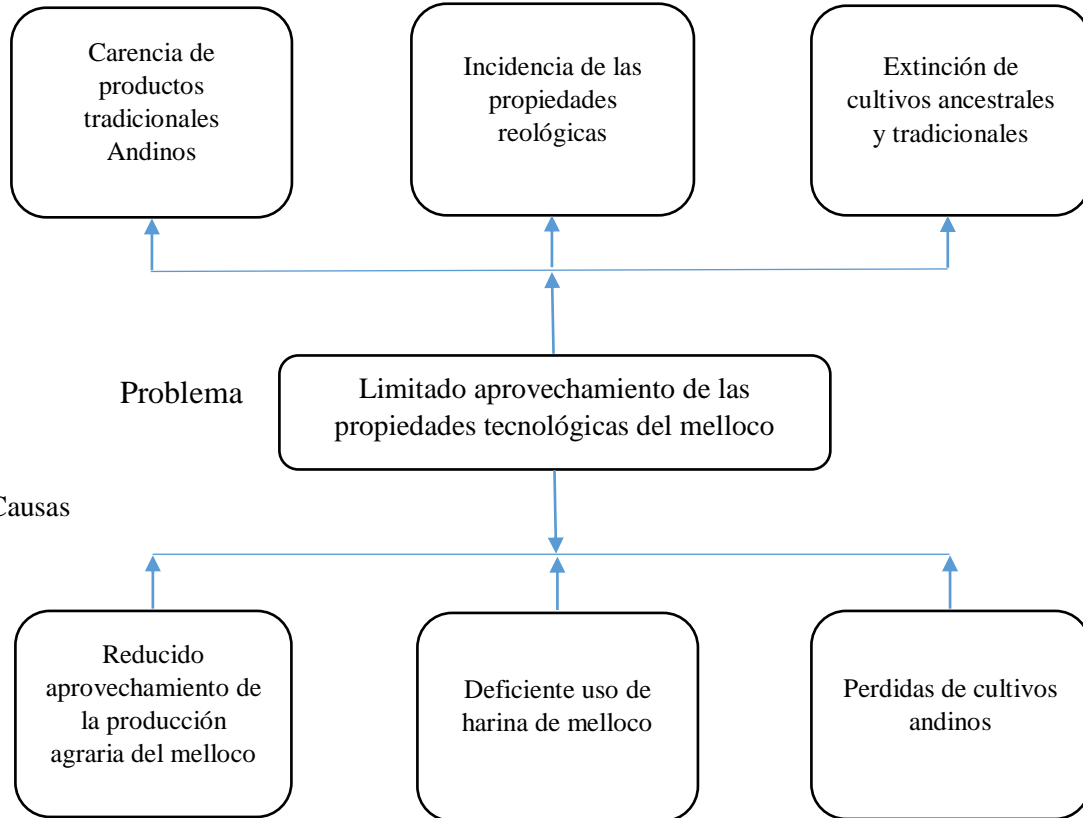 Carencia de
productos
tradicionales
Andinos
Incidencia de las
propiedades
reológicas
Extinción de
cultivos ancestrales
y tradicionales
Problema
Limitado aprovechamiento de las
propiedades tecnológicas del melloco
Causas
Reducido
aprovechamiento de
la producción
agraria del melloco
Deficiente uso de
harina de melloco
Perdidas de cultivos
andinos